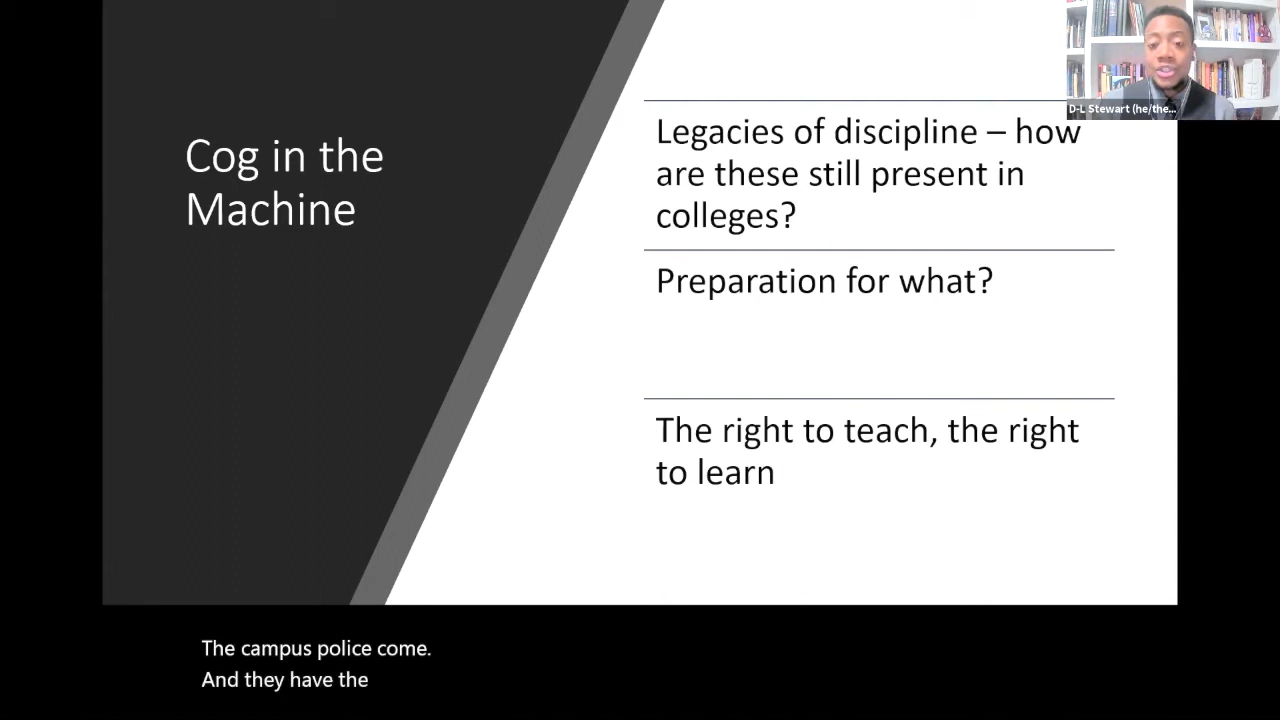 Cog in the
Machine
D-L Stewart (he/the...
Legacies of discipline – how
are these still present in
colleges?
Preparation for what?
The right to teach, the right
to learn
The campus police come.
And they have the